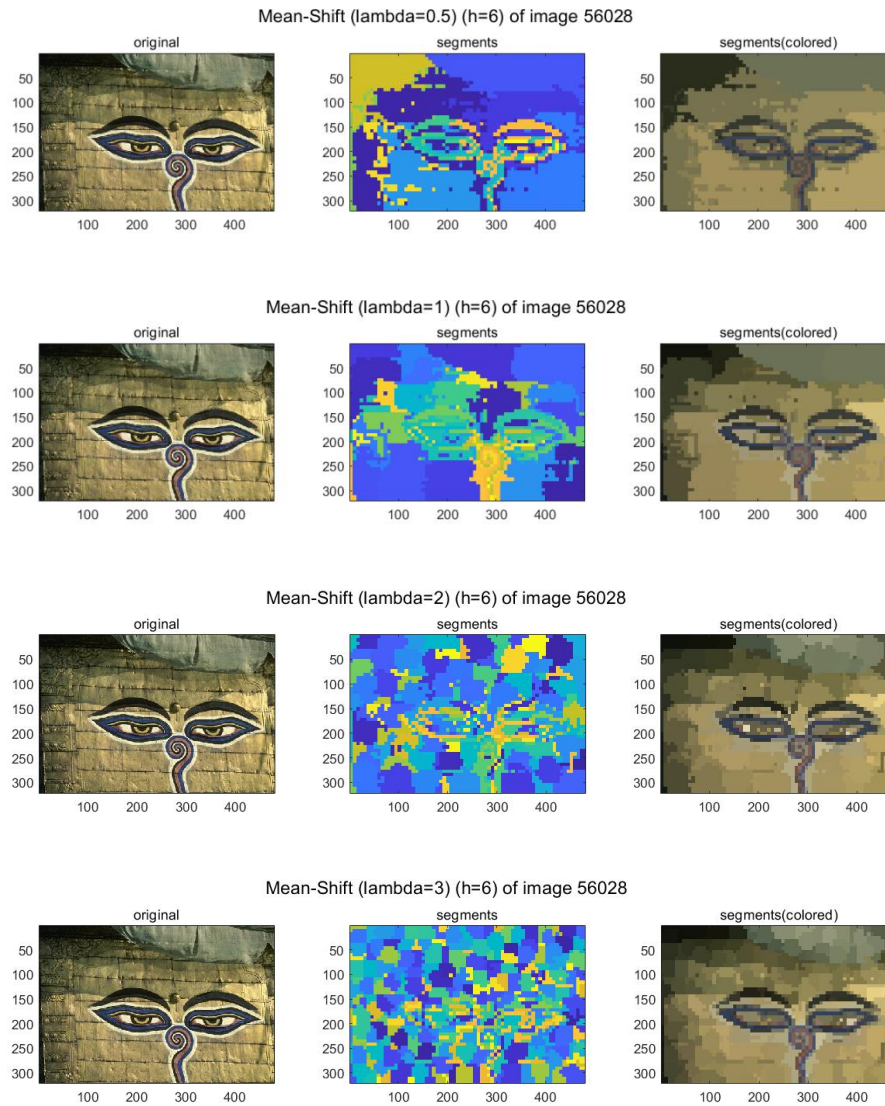 Mean-Shift (lambda=0.5) (h=6) of image 56028
original segments segments(colored)
50 50 50
100 100 100
150 150 150
200 200 200
250 250 250
300 300 300
100 200 300 400 100 200 300 400 100 200 300 400
Mean-Shift (lambda=1) (h=6) of image 56028
original segments segments(colored)
50 50 50
100 100 100
150 150 150
200 200 200
250 250 250
300 300 300
100 200 300 400 100 200 300 400 100 200 300 400
Mean-Shift (lambda=2) (h=6) of image 56028
original segments segments(colored)
50 50 50
100 100 100
150 150 150
200 200 200
250 250 250
300 300 300
100 200 300 400 100 200 300 400 100 200 300 400
Mean-Shift (lambda=3) (h=6) of image 56028
original segments segments(colored)
50 50 50
100 100 100
150 150 150
200 200 200
250 250 250
300 300 300
100 200 300 400 100 200 300 400 100 200 300 400